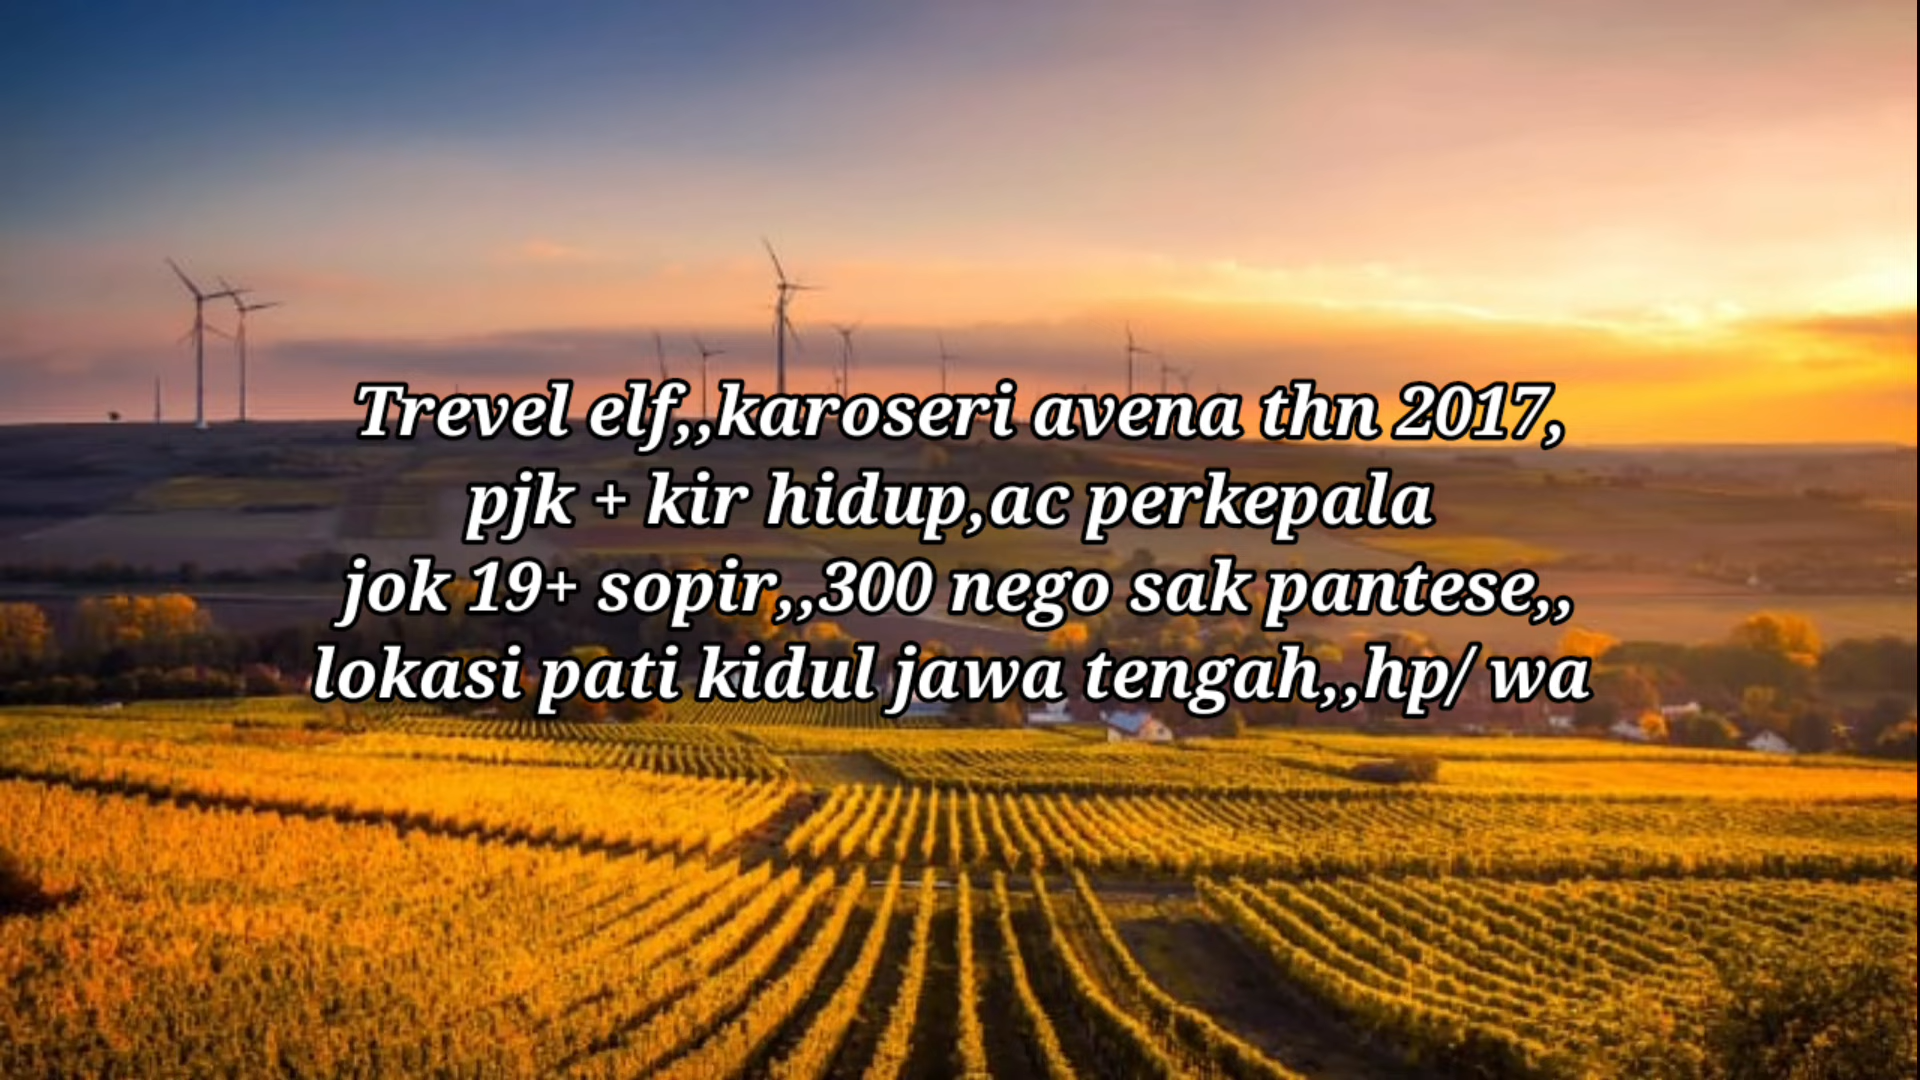 Trevel elf,,karoseri avena thn 2017,
pjk + kir hidup,ac perkepala
jok 19+ sopir,,300 nego sak pantese,,
lokasi pati kidul jawa tengah,,hp/ wa